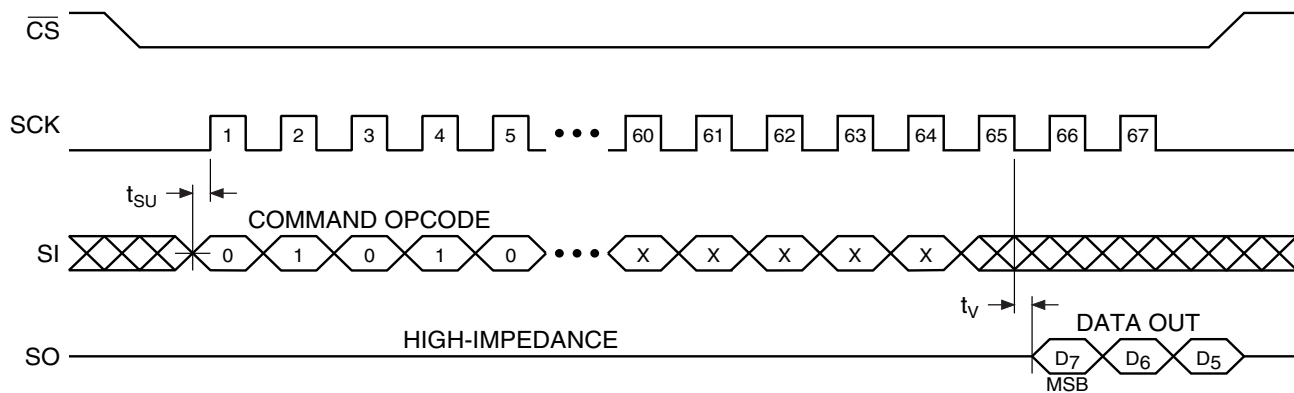 CS
SCK
1 2 3 4 5 ••• 60 61 62 63 64 65 66 67
tSU
COMMAND OPCODE
SI
0 1 0 1 0 ••• X X X X X
tV
HIGH-IMPEDANCE
DATA OUT
SO
D7 D6 D5
MSB